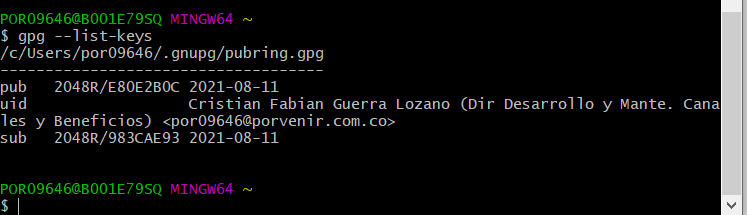 POR09646@B001E79SQ MINGW64 ~
$ gpg --list-keys
/c/Users/por09646/.gnupg/pubring.gpg
------------------------------------
pub   2048R/E80E2B0C 2021-08-11
uid                  Cristian Fabian Guerra Lozano (Dir Desarrollo y Mante. Cana
les y Beneficios) <por09646@porvenir.com.co>
sub   2048R/983CAE93 2021-08-11
POR09646@B001E79SQ MINGW64 ~
$